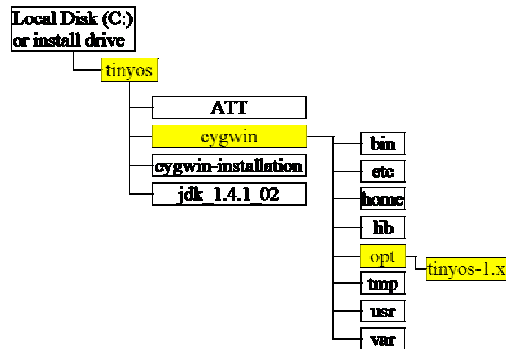 Local Disk (C:)
or install drive
tinyos
ATT
cygwin
cygwin-installation
jdk_1.4.1_02
bin
etc
home
lib
opt
tinyos-1.x
tmp
usr
var